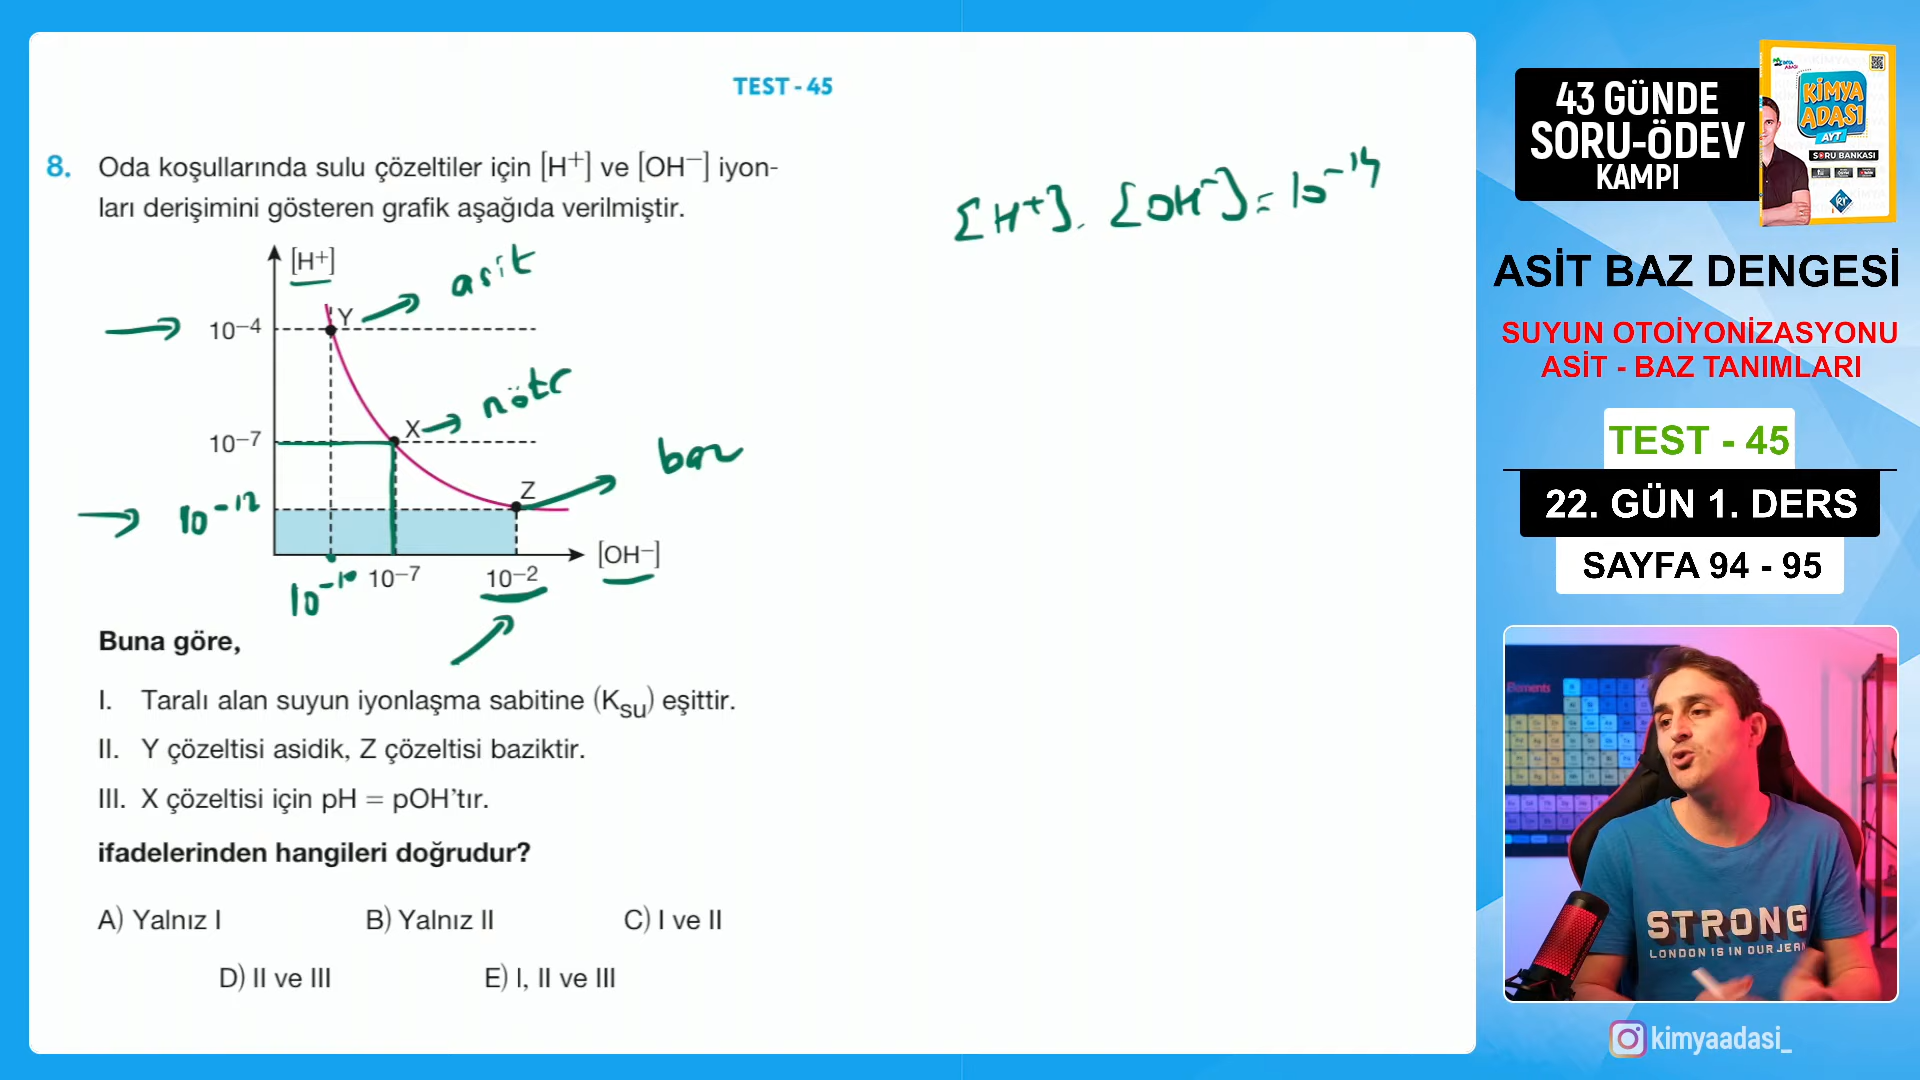 TEST - 45
8. Oda koşullarında sulu çözeltiler için [H+] ve [OH−] iyon-
ları derişimini gösteren grafik aşağıda verilmiştir.
[H+]
asit
10−4
Y
nötr
X
10−7
baz
Z
10-12
[OH−]
10-10
10−7
10−2
[H+]. [OH-]= 10-14
Buna göre,
I. Taralı alan suyun iyonlaşma sabitine (Ksu) eşittir.
II. Y çözeltisi asidik, Z çözeltisi baziktir.
III. X çözeltisi için pH = pOH’tır.
ifadelerinden hangileri doğrudur?
A) Yalnız I
B) Yalnız II
C) I ve II
D) II ve III
E) I, II ve III
43 GÜNDE
SORU-ÖDEV
KAMPI
KİMYA
ADASI
AYT
SORU BANKASI
ASİT BAZ DENGESİ
SUYUN OTOİYONİZASYONU
ASİT - BAZ TANIMLARI
TEST - 45
22. GÜN 1. DERS
SAYFA 94 - 95
STRONG
LONDON IS IN OUR JEAN
kimyaadasi_